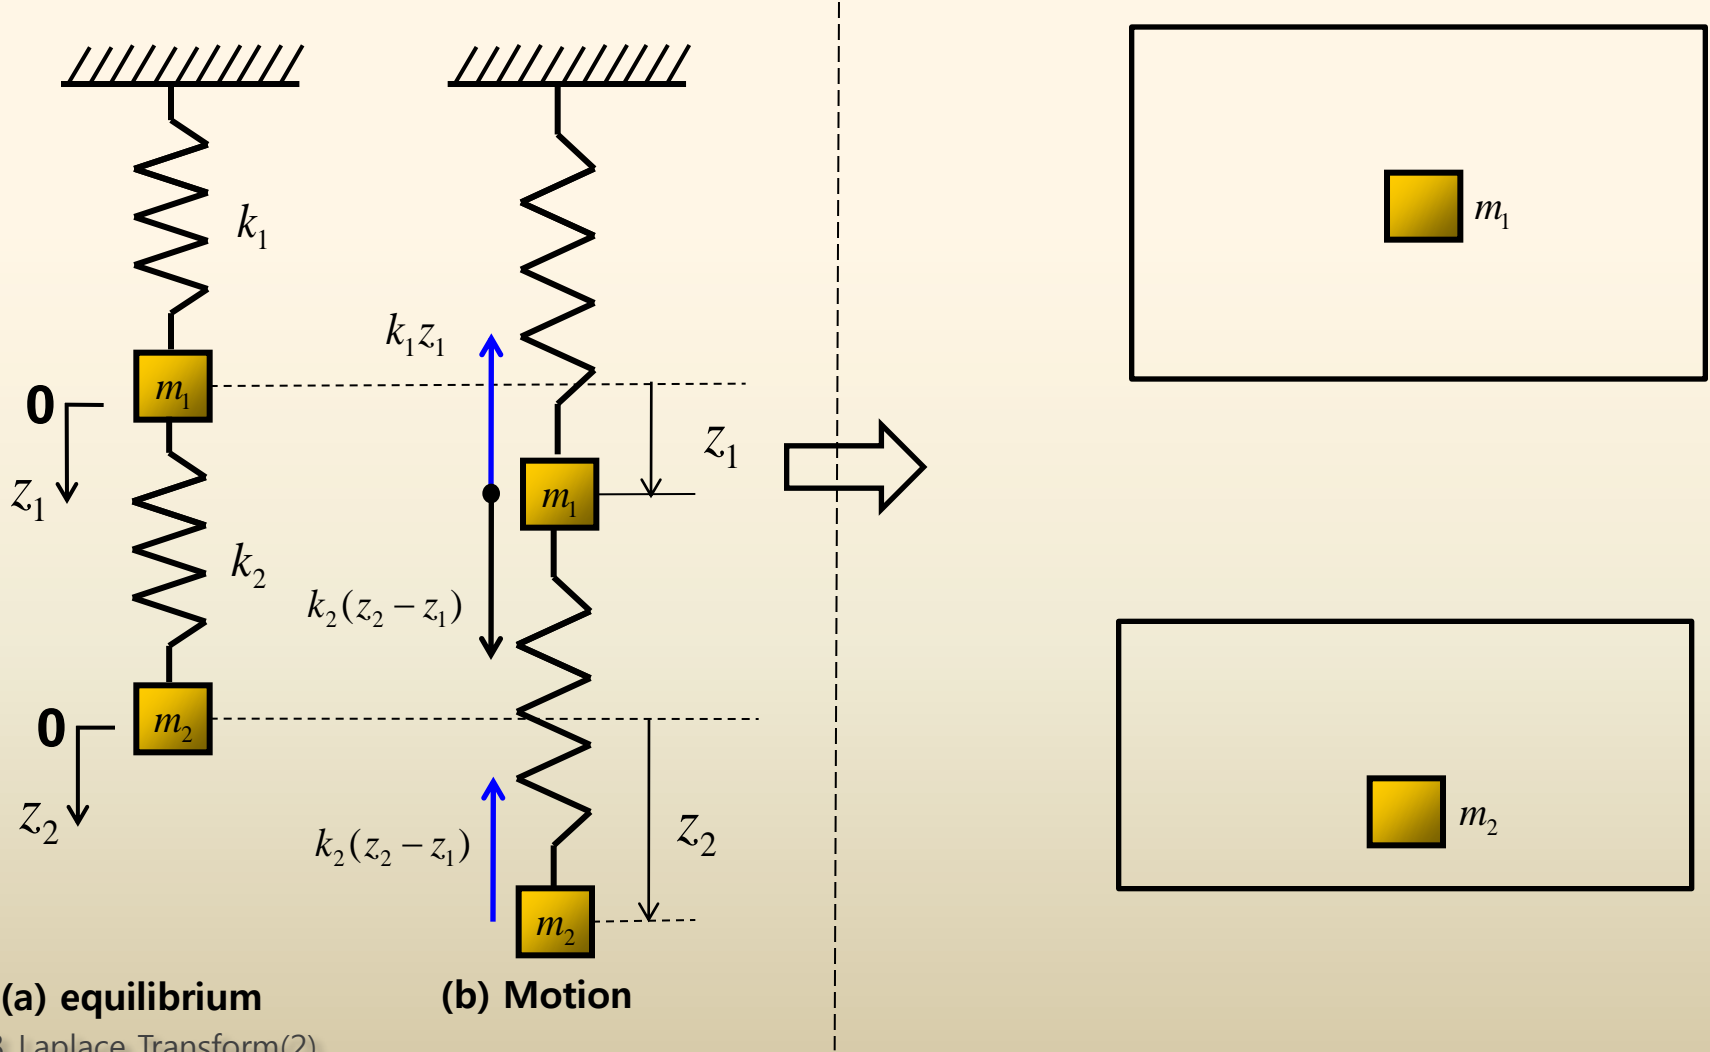 k₁
k₁z₁
m₁
0
z₁
z₁
m₁
m₁
k₂
k₂(z₂ − z₁)
0
m₂
z₂
k₂(z₂ − z₁)
z₂
m₂
m₂
(a) equilibrium
(b) Motion
Laplace Transform(2)